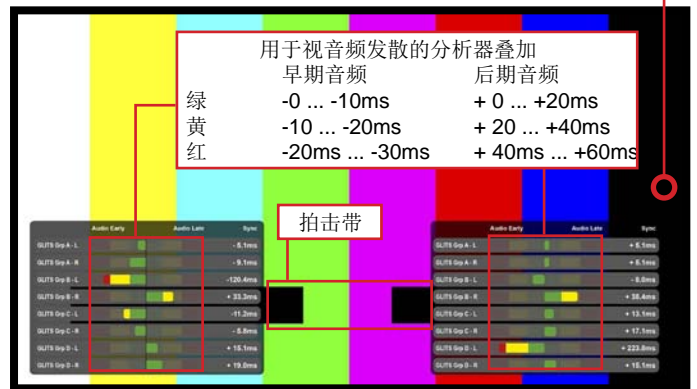 用于视音频发散的分析器叠加
早期音频 后期音频
绿 -0 ... -10ms + 0 ... +20ms
黄 -10 ... -20ms + 20 ... +40ms
红 -20ms ... -30ms + 40ms ... +60ms
拍击带
Audio Early Audio Late Sync
GLITS Grp A - L - 5.1ms
GLITS Grp A - R - 9.1ms
GLITS Grp B - L -120.4ms
GLITS Grp B - R + 33.3ms
GLITS Grp C - L -11.2ms
GLITS Grp C - R - 5.8ms
GLITS Grp D - L + 15.1ms
GLITS Grp D - R + 19.0ms
Audio Early Audio Late Sync
GLITS Grp A - L + 6.1ms
GLITS Grp A - R + 5.1ms
GLITS Grp B - L - 8.0ms
GLITS Grp B - R + 38.4ms
GLITS Grp C - L + 13.1ms
GLITS Grp C - R + 17.1ms
GLITS Grp D - L + 223.8ms
GLITS Grp D - R + 15.1ms